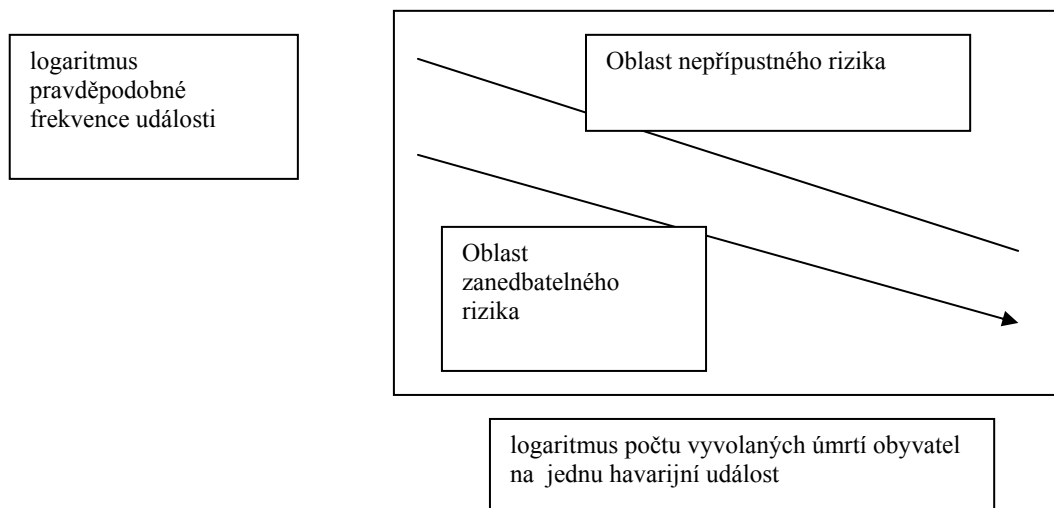 logaritmus
pravděpodobné
frekvence události
Oblast nepřípustného rizika
Oblast
zanedbatelného
rizika
logaritmus počtu vyvolaných úmrtí obyvatel
na jednu havarijní událost